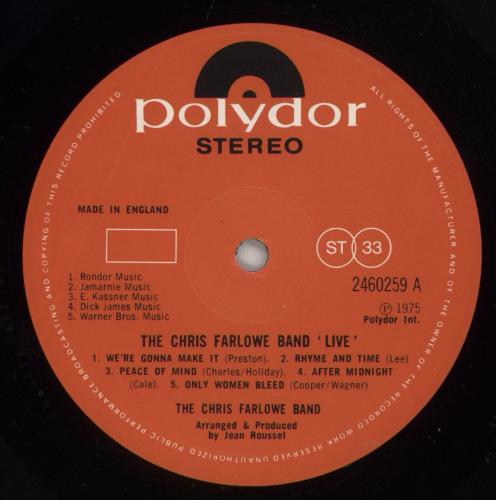 polydor
STEREO
ALL RIGHTS OF THE MANUFACTURER AND OF THE OWNER OF THE RECORDED WORK RESERVED UNAUTHORIZED PUBLIC PERFORMANCE BROADCASTING AND COPYING OF THIS RECORD PROHIBITED.
MADE IN ENGLAND
ST 33
2460259 A
1. Rondor Music
2. Jamarnie Music
3. E. Kassner Music
4. Dick James Music
5. Warner Bros. Music
℗ 1975
Polydor Int.
THE CHRIS FARLOWE BAND ‘LIVE’
1. WE'RE GONNA MAKE IT (Preston). 2. RHYME AND TIME (Lee)
3. PEACE OF MIND (Charles/Holiday). 4. AFTER MIDNIGHT
(Cale). 5. ONLY WOMEN BLEED (Cooper/Wagner)
THE CHRIS FARLOWE BAND
Arranged & Produced
by Jean Roussel